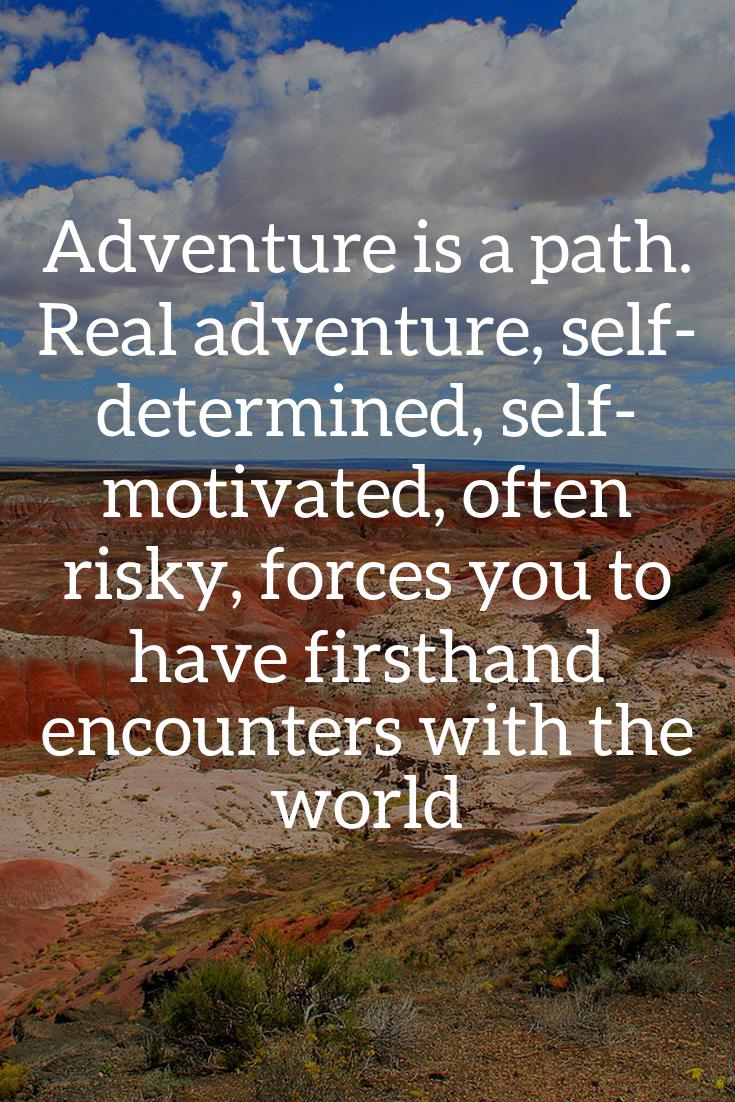 Adventure is a path.
Real adventure, self-
determined, self-
motivated, often
risky, forces you to
have firsthand
encounters with the
world